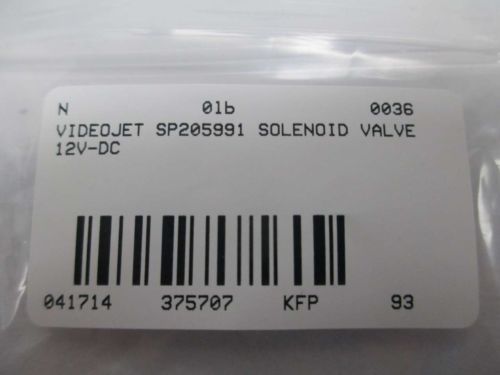 N 01b 0036
VIDEOJET SP205991 SOLENOID VALVE
12V-DC
041714 375707 KFP 93